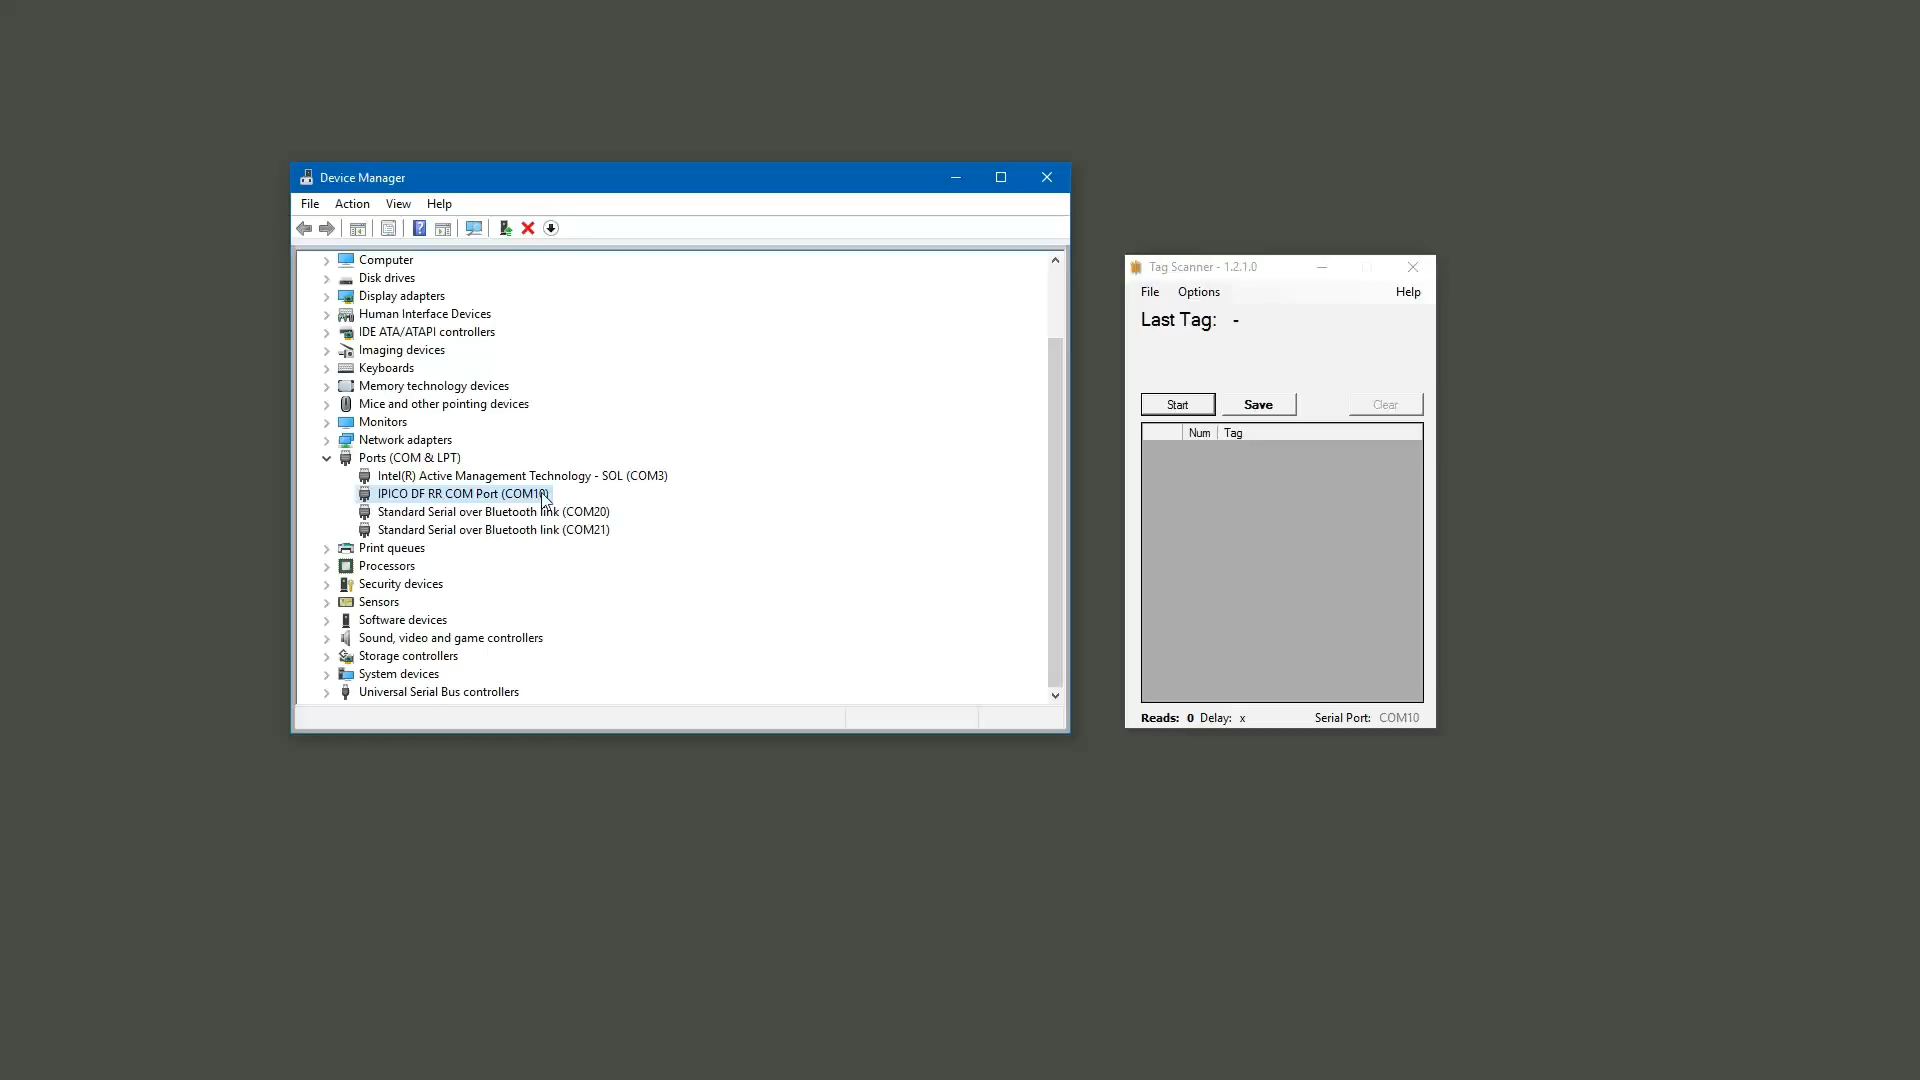 Device Manager
File Action View Help
Computer
Disk drives
Display adapters
Human Interface Devices
IDE ATA/ATAPI controllers
Imaging devices
Keyboards
Memory technology devices
Mice and other pointing devices
Monitors
Network adapters
Ports (COM & LPT)
Intel(R) Active Management Technology - SOL (COM3)
IPICO DF RR COM Port (COM10)
Standard Serial over Bluetooth link (COM20)
Standard Serial over Bluetooth link (COM21)
Print queues
Processors
Security devices
Sensors
Software devices
Sound, video and game controllers
Storage controllers
System devices
Universal Serial Bus controllers
Tag Scanner - 1.2.1.0
File Options Help
Last Tag: -
Start Save Clear
Num Tag
Reads: 0 Delay: x Serial Port: COM10